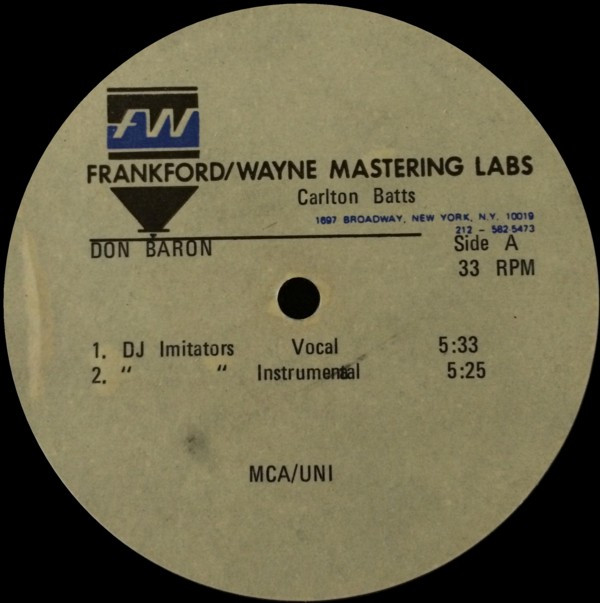 FW
FRANKFORD/WAYNE MASTERING LABS
Carlton Batts
1697 BROADWAY, NEW YORK, N.Y. 10019
212 - 582-5473
DON BARON Side A
33 RPM
1. DJ Imitators Vocal 5:33
2. " " Instrumental 5:25
MCA/UNI